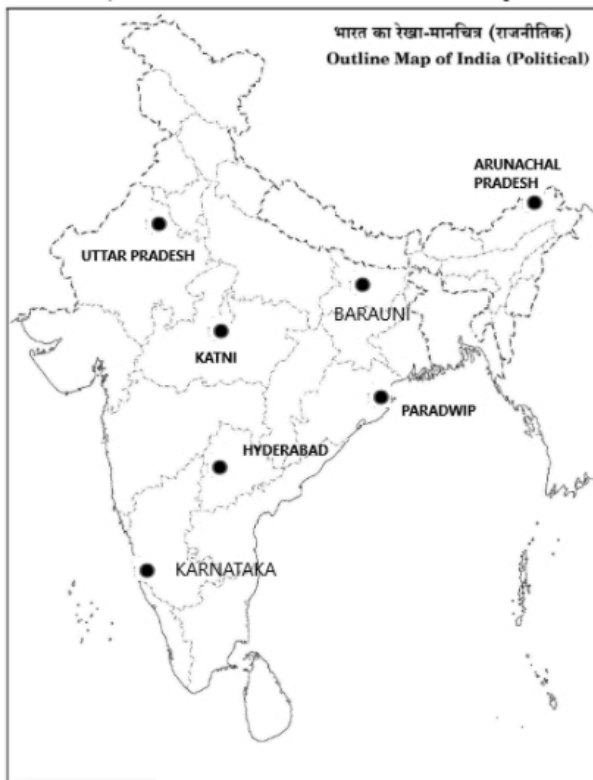 भारत का रेखा-मानचित्र (राजनीतिक)
Outline Map of India (Political)
ARUNACHAL
PRADESH
UTTAR PRADESH
BARAUNI
KATNI
PARADWIP
HYDERABAD
KARNATAKA